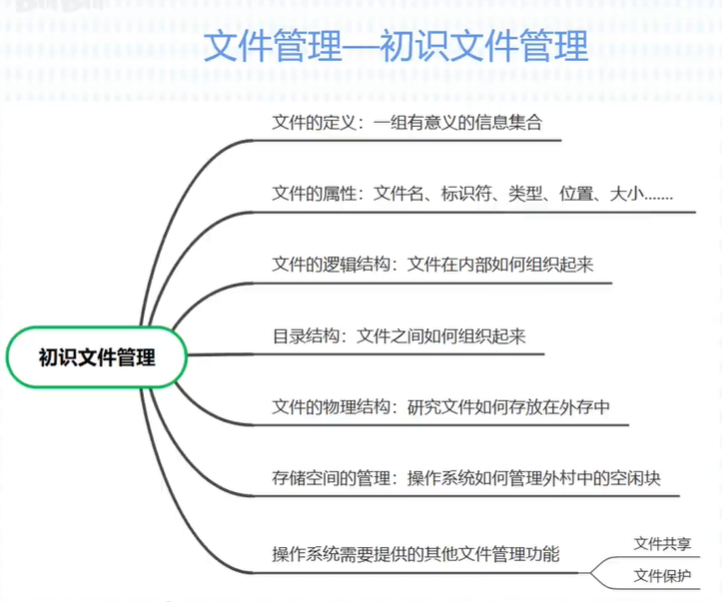 文件管理—初识文件管理
文件的定义：一组有意义的信息集合
文件的属性：文件名、标识符、类型、位置、大小.......
文件的逻辑结构：文件在内部如何组织起来
初识文件管理
目录结构：文件之间如何组织起来
文件的物理结构：研究文件如何存放在外存中
存储空间的管理：操作系统如何管理外村中的空闲块
操作系统需要提供的其他文件管理功能
文件共享
文件保护